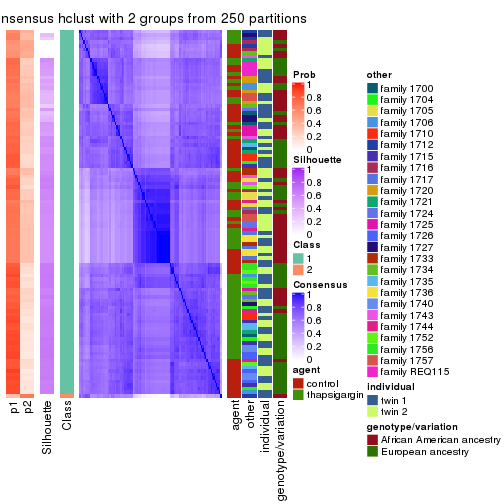 nsensus hclust with 2 groups from 250 partitions
p1
p2
Silhouette
Class
agent
other
individual
genotype/variation
Prob
1
0.8
0.6
0.4
0.2
0
Silhouette
1
0.8
0.6
0.4
0.2
0
Class
1
2
Consensus
1
0.8
0.6
0.4
0.2
0
agent
control
thapsigargin
other
family 1700
family 1704
family 1705
family 1706
family 1710
family 1712
family 1715
family 1716
family 1717
family 1720
family 1721
family 1724
family 1725
family 1726
family 1727
family 1733
family 1734
family 1735
family 1736
family 1740
family 1743
family 1744
family 1752
family 1756
family 1757
family REQ115
individual
twin 1
twin 2
genotype/variation
African American ancestry
European ancestry